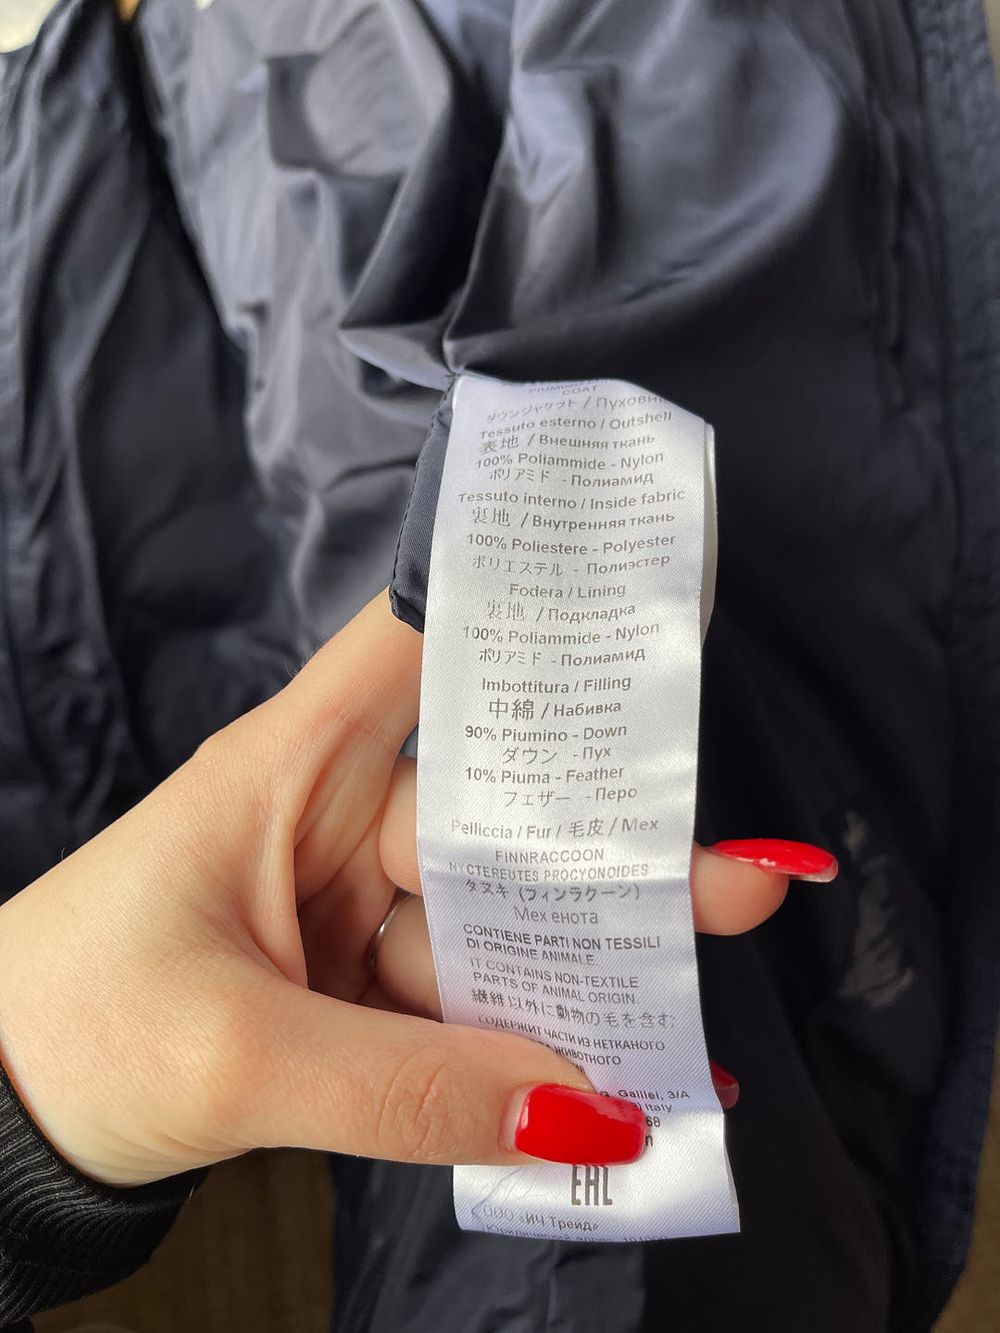 COAT
ダウンジャケット / Пуховик
Tessuto esterno / Outshell
表地 / Внешняя ткань
100% Poliammide - Nylon
ポリアミド - Полиамид
Tessuto interno / Inside fabric
裏地 / Внутренняя ткань
100% Poliestere - Polyester
ポリエステル - Полиэстер
Fodera / Lining
裏地 / Подкладка
100% Poliammide - Nylon
ポリアミド - Полиамид
Imbottitura / Filling
中綿 / Набивка
90% Piumino - Down
ダウン - Пух
10% Piuma - Feather
フェザー - Перо
Pelliccia / Fur / 毛皮 / Мех
FINNRACCOON
NYCTEREUTES PROCYONOIDES
タヌキ (フィンラクーン)
Мех енота
CONTIENE PARTI NON TESSILI
DI ORIGINE ANIMALE
IT CONTAINS NON-TEXTILE
PARTS OF ANIMAL ORIGIN
繊維以外に動物の毛を含む
СОДЕРЖИТ ЧАСТИ ИЗ НЕТКАНОГО
ЖИВОТНОГО
Galilei, 3/A
Italy
68
EAC
ООО «ИЧ Трейд»
Юридический